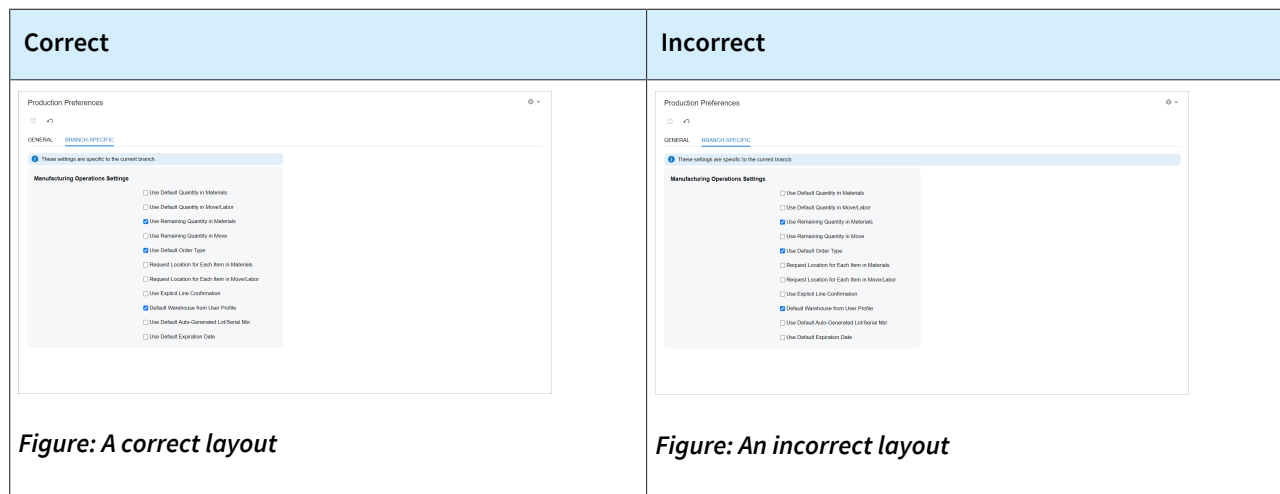 Correct
Incorrect
Production Preferences
GENERAL BRANCH-SPECIFIC
These settings are specific to the current branch.
Manufacturing Operations Settings
Use Default Quantity in Materials
Use Default Quantity in Move/Labor
Use Remaining Quantity in Materials
Use Remaining Quantity in Move
Use Default Order Type
Request Location for Each Item in Materials
Request Location for Each Item in Move/Labor
Use Explicit Line Confirmation
Default Warehouse from User Profile
Use Default Auto-Generated Lot/Serial Nbr.
Use Default Expiration Date
Figure: A correct layout
Production Preferences
GENERAL BRANCH-SPECIFIC
These settings are specific to the current branch.
Manufacturing Operations Settings
Use Default Quantity in Materials
Use Default Quantity in Move/Labor
Use Remaining Quantity in Materials
Use Remaining Quantity in Move
Use Default Order Type
Request Location for Each Item in Materials
Request Location for Each Item in Move/Labor
Use Explicit Line Confirmation
Default Warehouse from User Profile
Use Default Auto-Generated Lot/Serial Nbr.
Use Default Expiration Date
Figure: An incorrect layout